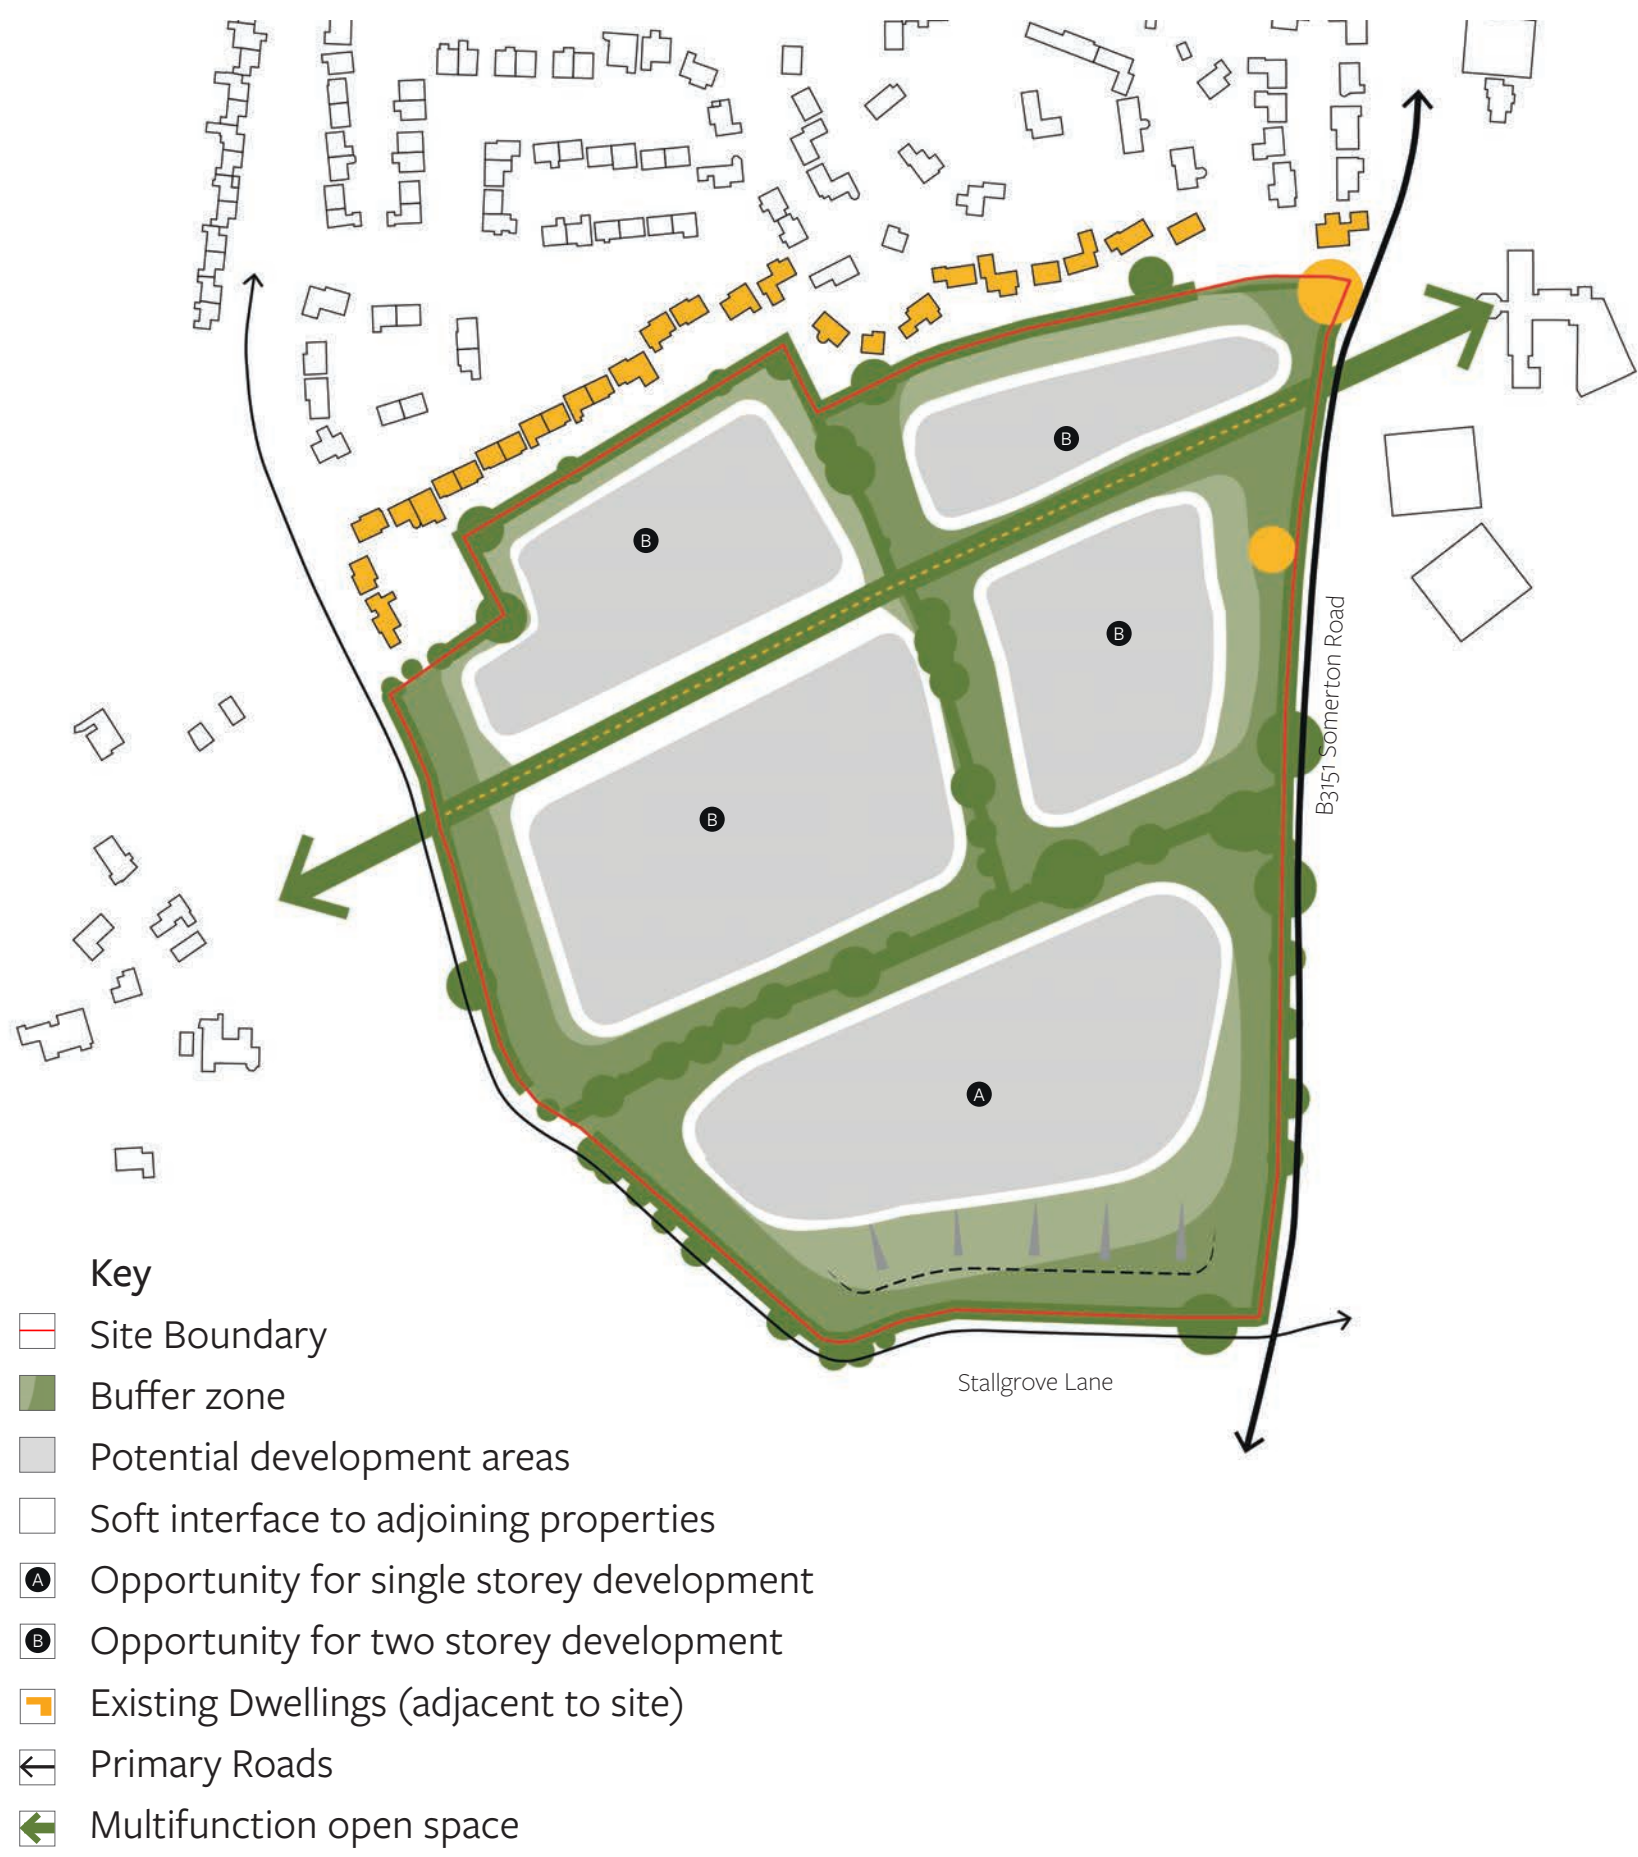 B
B
B
B3151 Somerton Road
B
A
Stallgrove Lane
Key
Site Boundary
Buffer zone
Potential development areas
Soft interface to adjoining properties
A Opportunity for single storey development
B Opportunity for two storey development
Existing Dwellings (adjacent to site)
Primary Roads
Multifunction open space